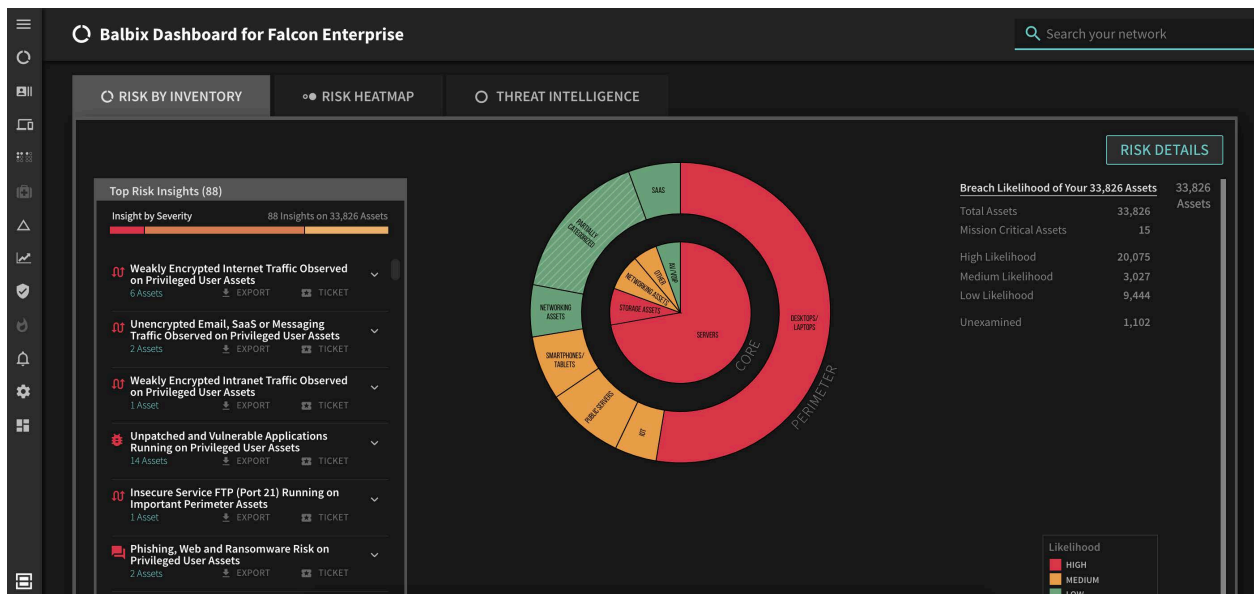 Balbix Dashboard for Falcon Enterprise
Search your network
RISK BY INVENTORY
RISK HEATMAP
THREAT INTELLIGENCE
RISK DETAILS
Top Risk Insights (88)
Insight by Severity
88 Insights on 33,826 Assets
Weakly Encrypted Internet Traffic Observed
on Privileged User Assets
6 Assets
EXPORT
TICKET
Unencrypted Email, SaaS or Messaging
Traffic Observed on Privileged User Assets
2 Assets
EXPORT
TICKET
Weakly Encrypted Intranet Traffic Observed
on Privileged User Assets
1 Asset
EXPORT
TICKET
Unpatched and Vulnerable Applications
Running on Privileged User Assets
14 Assets
EXPORT
TICKET
Insecure Service FTP (Port 21) Running on
Important Perimeter Assets
1 Asset
EXPORT
TICKET
Phishing, Web and Ransomware Risk on
Privileged User Assets
2 Assets
EXPORT
TICKET
SAAS
PARTIALLY
CATEGORIZED
NETWORKING
ASSETS
SMARTPHONES/
TABLETS
PUBLIC SERVERS
IOT
DESKTOPS/
LAPTOPS
PERIMETER
AV/VOIP
OTHER
NETWORKING ASSETS
STORAGE ASSETS
SERVERS
CORE
Breach Likelihood of Your 33,826 Assets
Total Assets 33,826
Mission Critical Assets 15
High Likelihood 20,075
Medium Likelihood 3,027
Low Likelihood 9,444
Unexamined 1,102
33,826
Assets
Likelihood
HIGH
MEDIUM
LOW